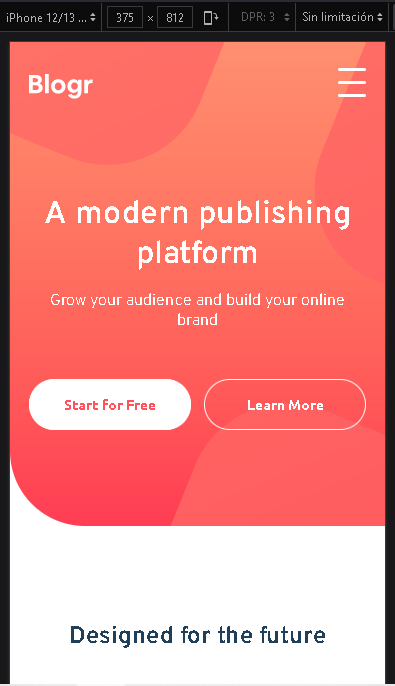 iPhone 12/13 ... 375 × 812 DPR: 3 Sin limitación
Blogr
A modern publishing
platform
Grow your audience and build your online
brand
Start for Free Learn More
Designed for the future